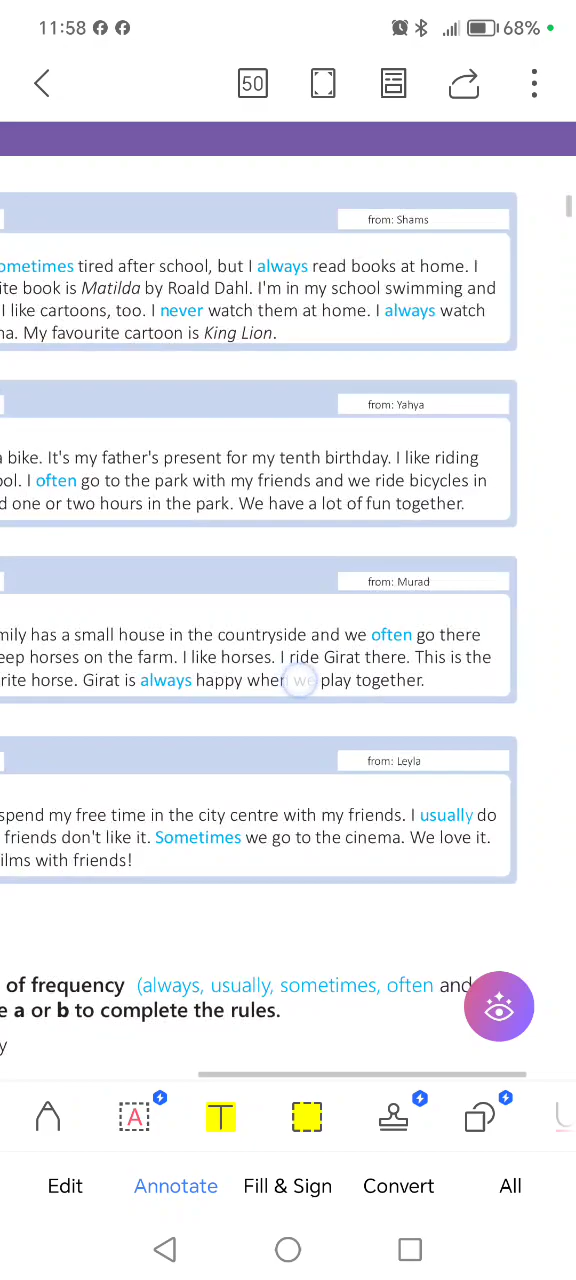 11:58
68%
50
from: Shams
ometimes tired after school, but I always read books at home. I
ite book is Matilda by Roald Dahl. I'm in my school swimming and
I like cartoons, too. I never watch them at home. I always watch
na. My favourite cartoon is King Lion.
from: Yahya
a bike. It's my father's present for my tenth birthday. I like riding
ool. I often go to the park with my friends and we ride bicycles in
d one or two hours in the park. We have a lot of fun together.
from: Murad
mily has a small house in the countryside and we often go there
eep horses on the farm. I like horses. I ride Girat there. This is the
rite horse. Girat is always happy when we play together.
from: Leyla
spend my free time in the city centre with my friends. I usually do
friends don't like it. Sometimes we go to the cinema. We love it.
ilms with friends!
of frequency (always, usually, sometimes, often and
e a or b to complete the rules.
y
A
T
U
Edit
Annotate
Fill & Sign
Convert
All